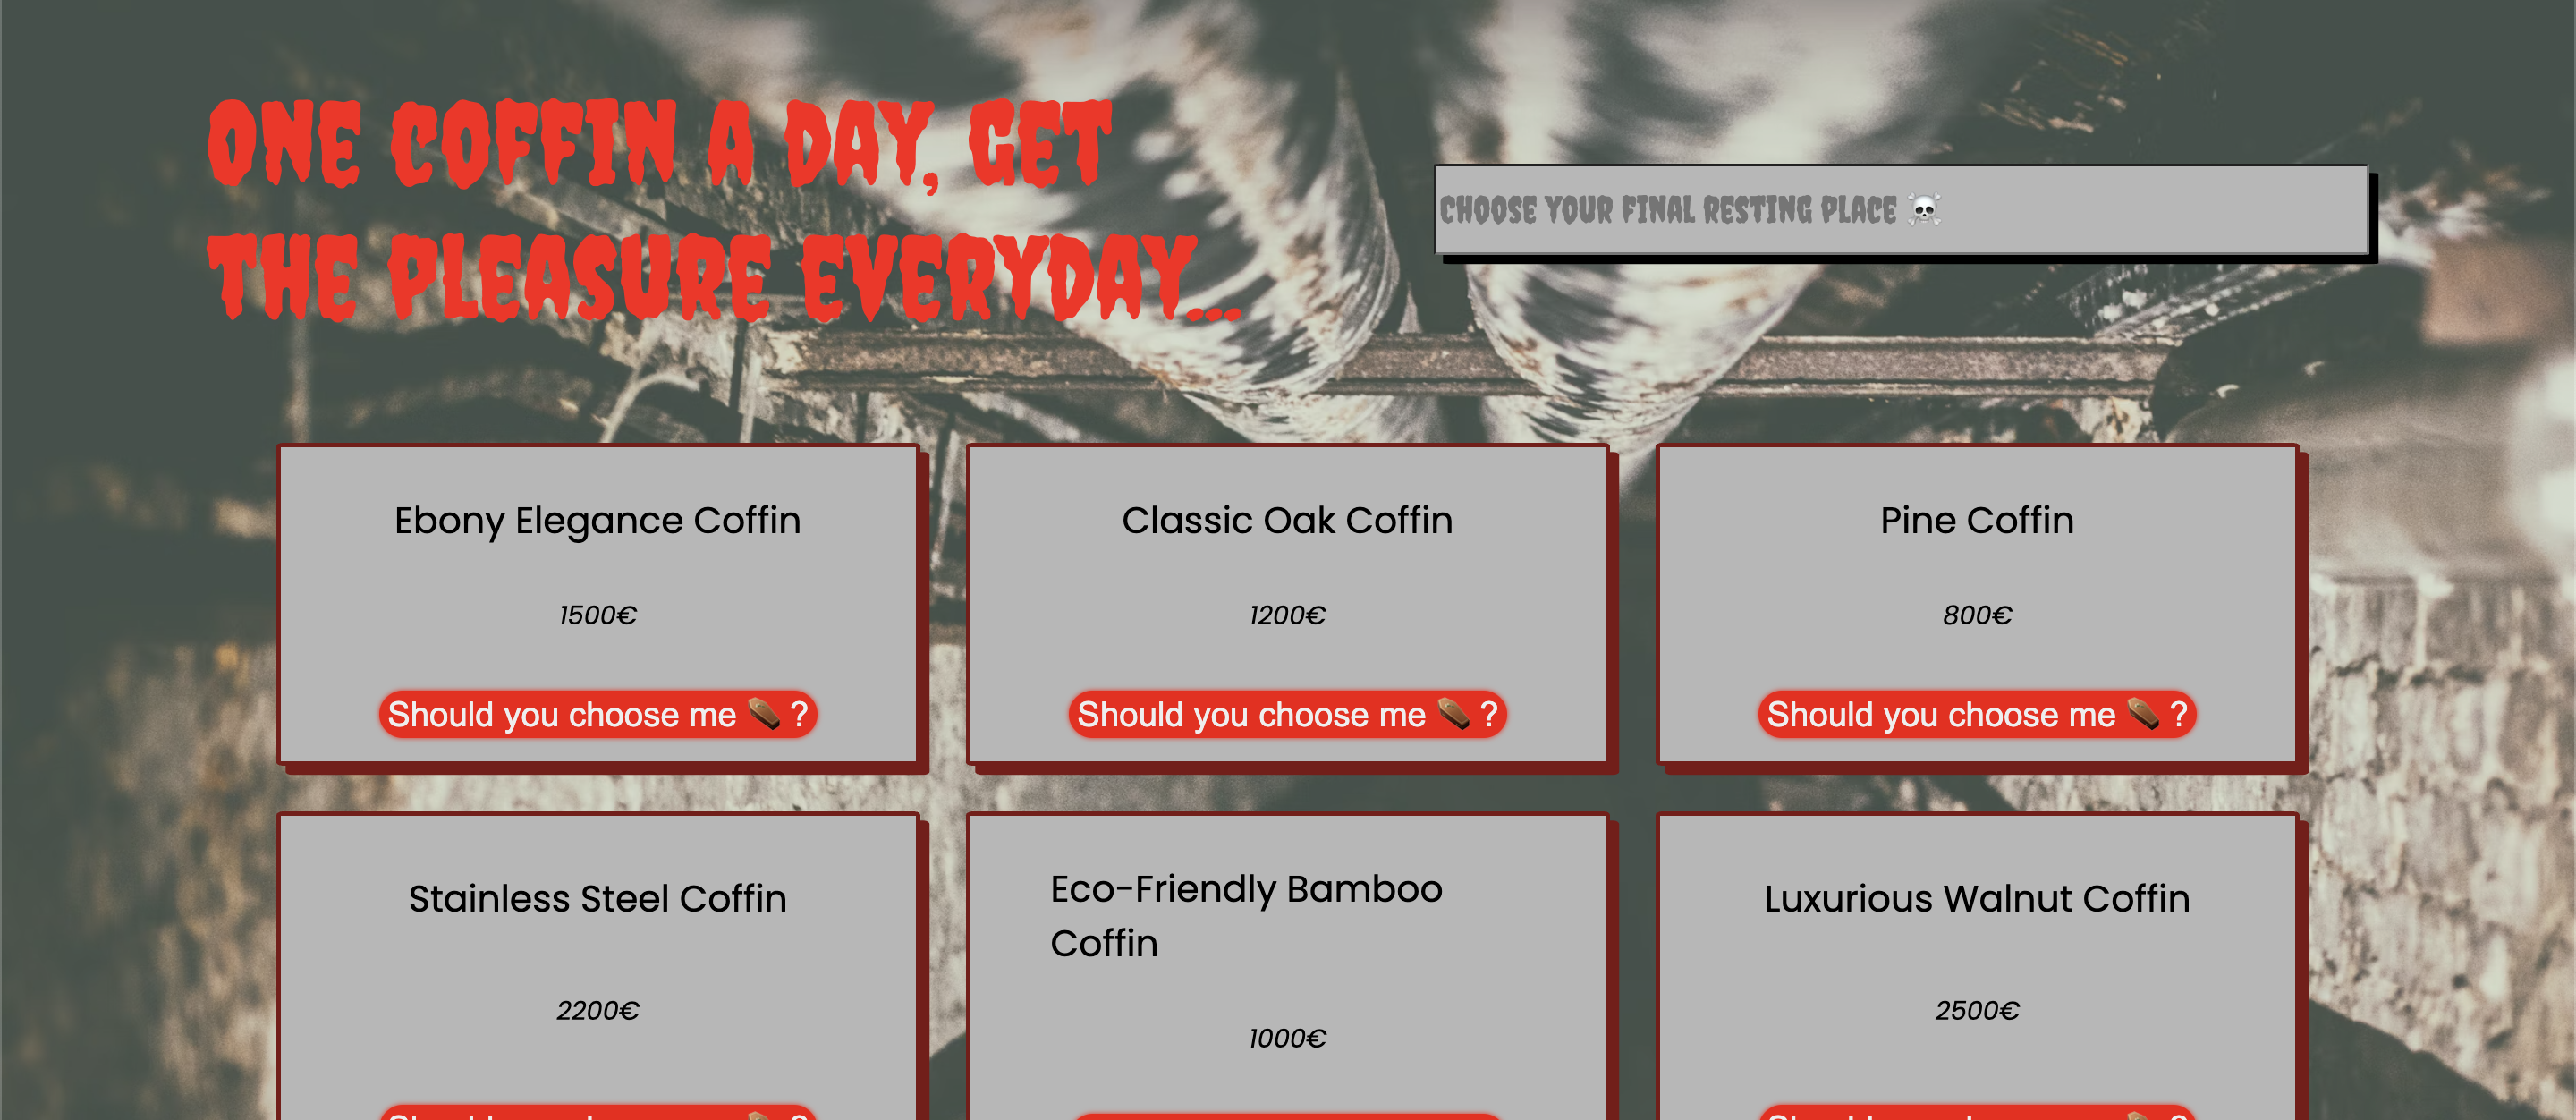 ONE COFFIN A DAY, GET
THE PLEASURE EVERYDAY...
CHOOSE YOUR FINAL RESTING PLACE ☠️
Ebony Elegance Coffin
1500€
Should you choose me ⚰️ ?
Classic Oak Coffin
1200€
Should you choose me ⚰️ ?
Pine Coffin
800€
Should you choose me ⚰️ ?
Stainless Steel Coffin
2200€
Eco-Friendly Bamboo
Coffin
1000€
Luxurious Walnut Coffin
2500€